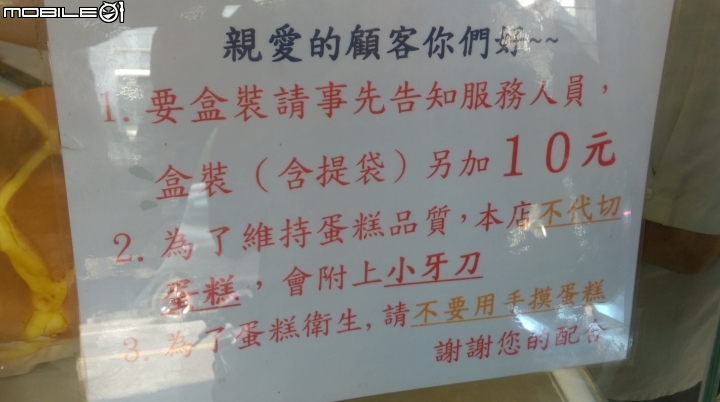 MOBILE01
親愛的顧客你們好~~
1. 要盒裝請事先告知服務人員，
盒裝（含提袋）另加10元
2. 為了維持蛋糕品質，本店不代切
蛋糕，會附上小牙刀
3. 為了蛋糕衛生，請不要用手摸蛋糕
謝謝您的配合